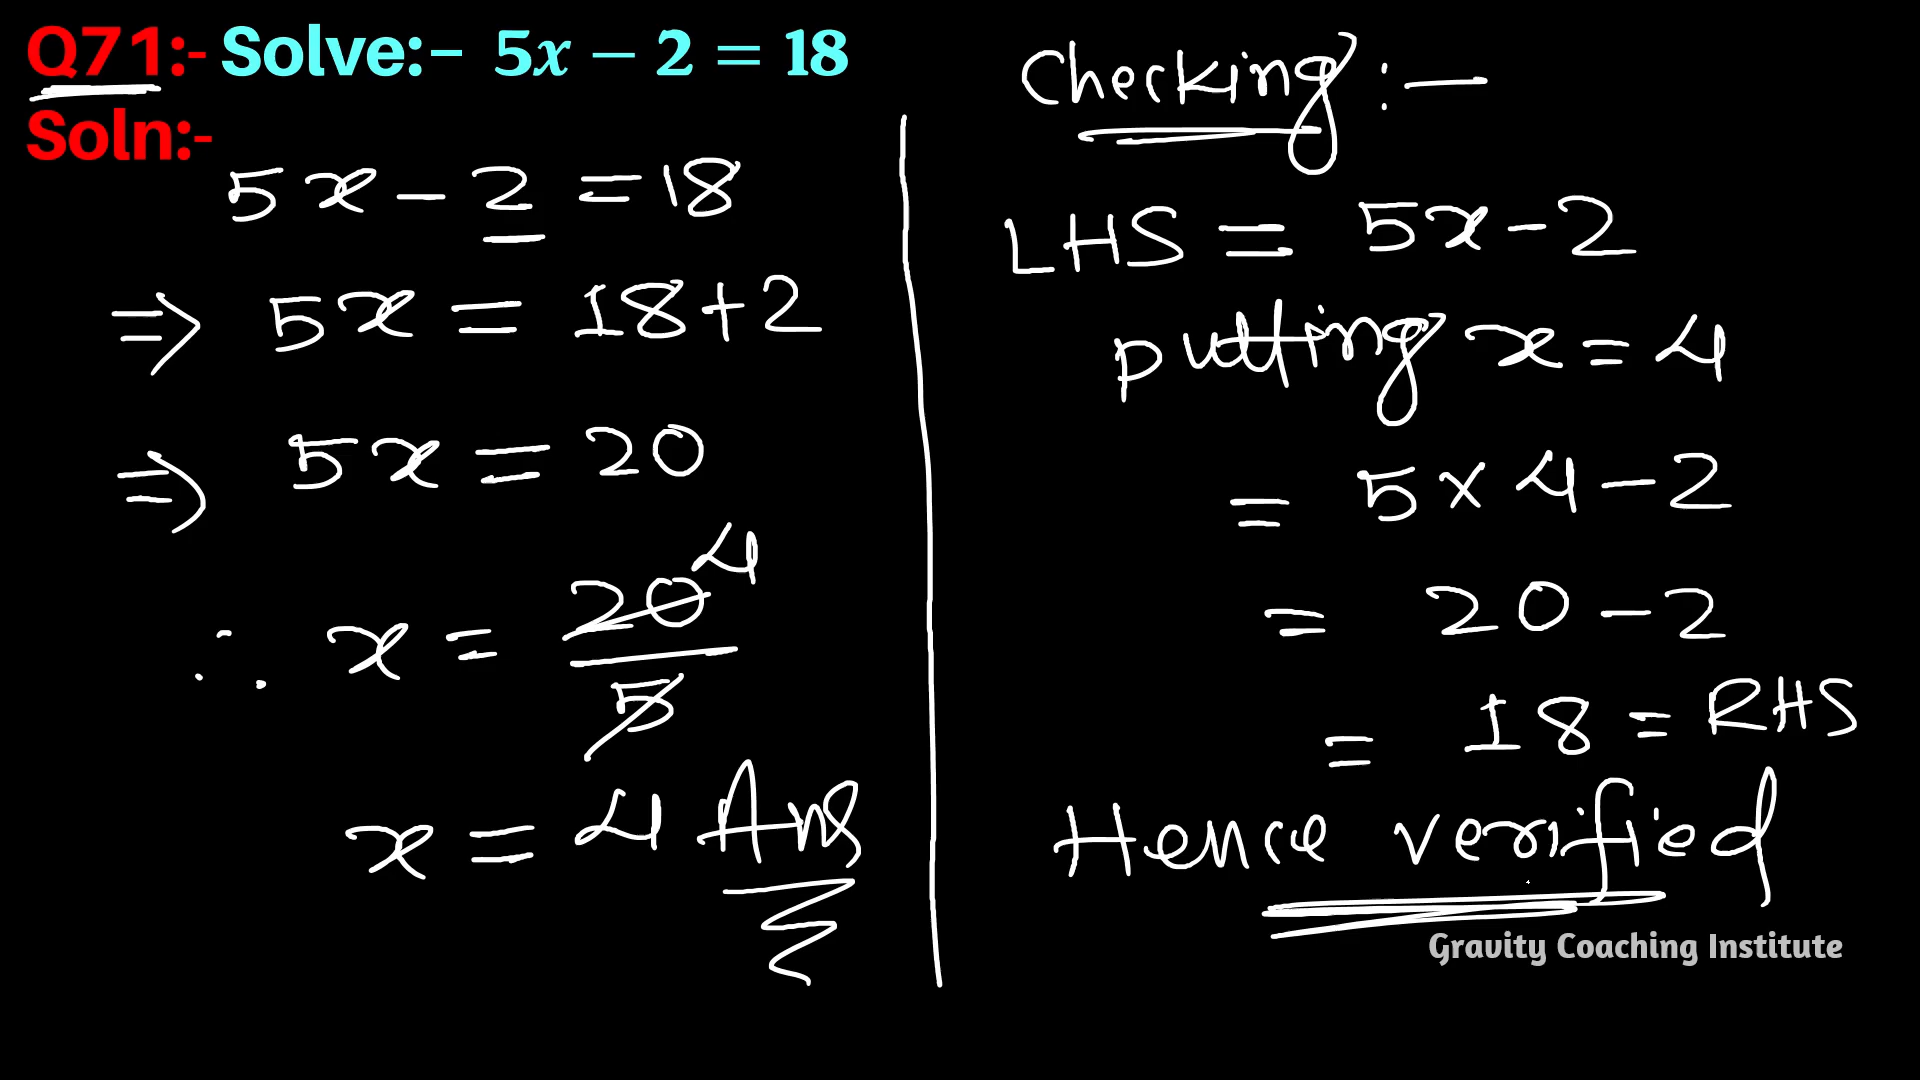 Q71:- Solve:– 5x − 2 = 18
Soln:-
5x − 2 = 18
⇒ 5x = 18+2
⇒ 5x = 20
∴ x = 20/5 4
x = 4 Ans
Checking :—
LHS = 5x − 2
putting x = 4
= 5 × 4 − 2
= 20 − 2
= 18 = RHS
Hence verified
Gravity Coaching Institute